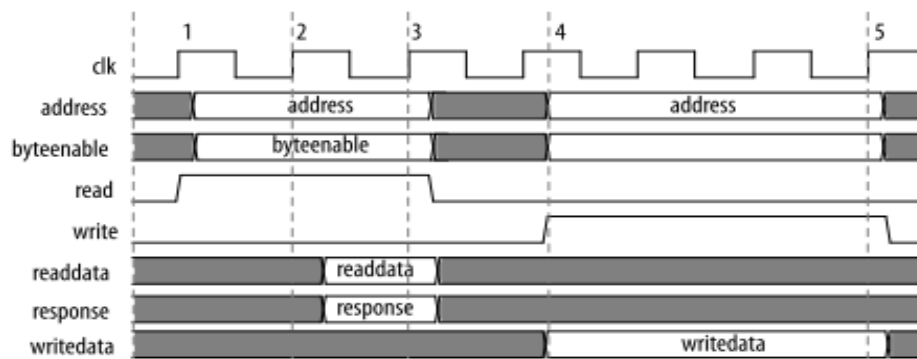 1 2 3 4 5
clk
address address address
byteenable byteenable
read
write
readdata readdata
response response
writedata writedata